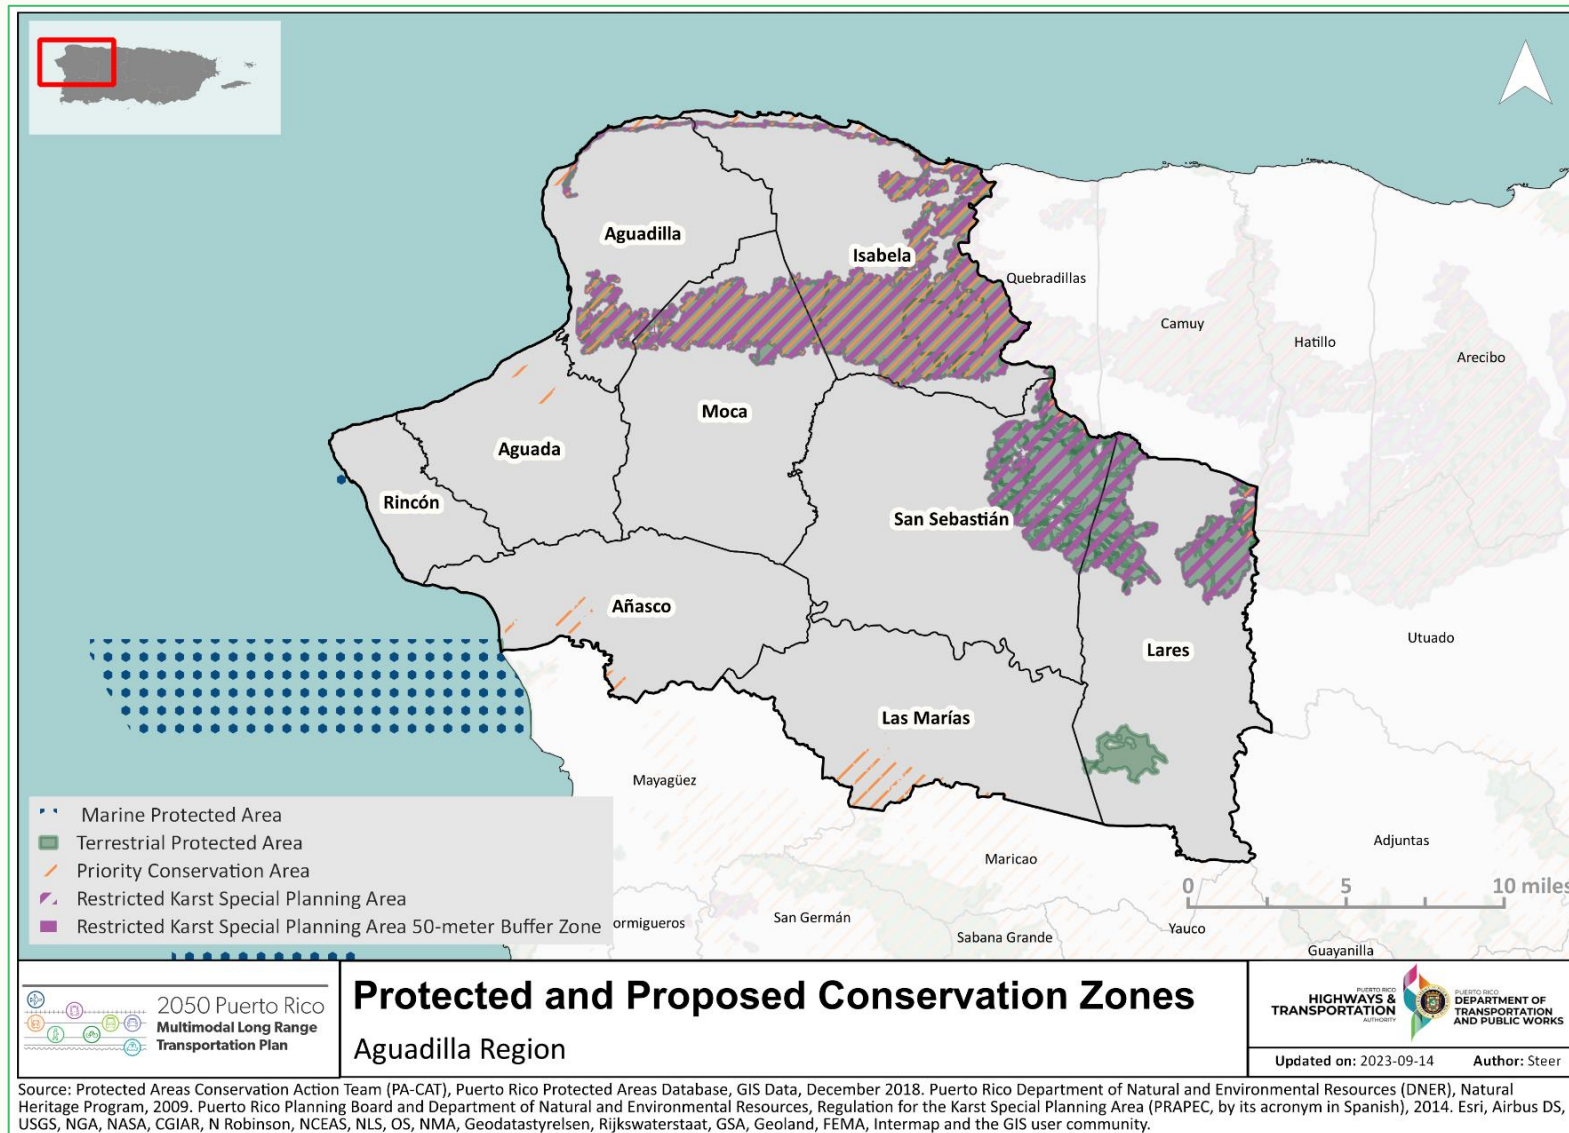 Aguadilla
Isabela
Quebradillas
Camuy
Hatillo
Arecibo
Moca
Aguada
Rincón
San Sebastián
Añasco
Utuado
Lares
Las Marías
Mayagüez
Adjuntas
Maricao
San Germán
Sabana Grande
Yauco
Guayanilla
ormigueros
0 5 10 miles
Marine Protected Area
Terrestrial Protected Area
Priority Conservation Area
Restricted Karst Special Planning Area
Restricted Karst Special Planning Area 50-meter Buffer Zone
2050 Puerto Rico
Multimodal Long Range
Transportation Plan
Protected and Proposed Conservation Zones
Aguadilla Region
PUERTO RICO
HIGHWAYS &
TRANSPORTATION
AUTHORITY
PUERTO RICO
DEPARTMENT OF
TRANSPORTATION
AND PUBLIC WORKS
Updated on: 2023-09-14 Author: Steer
Source: Protected Areas Conservation Action Team (PA-CAT), Puerto Rico Protected Areas Database, GIS Data, December 2018. Puerto Rico Department of Natural and Environmental Resources (DNER), Natural
Heritage Program, 2009. Puerto Rico Planning Board and Department of Natural and Environmental Resources, Regulation for the Karst Special Planning Area (PRAPEC, by its acronym in Spanish), 2014. Esri, Airbus DS,
USGS, NGA, NASA, CGIAR, N Robinson, NCEAS, NLS, OS, NMA, Geodatastyrelsen, Rijkswaterstaat, GSA, Geoland, FEMA, Intermap and the GIS user community.